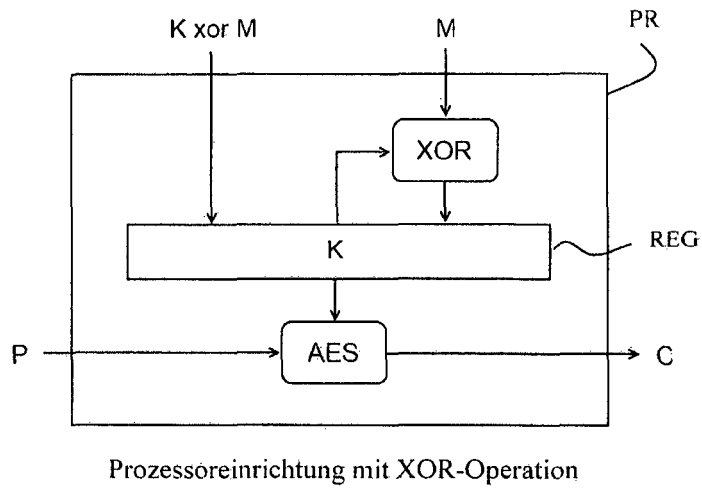 K xor M
M
PR
XOR
K
REG
P
AES
C
Prozessoreinrichtung mit XOR-Operation